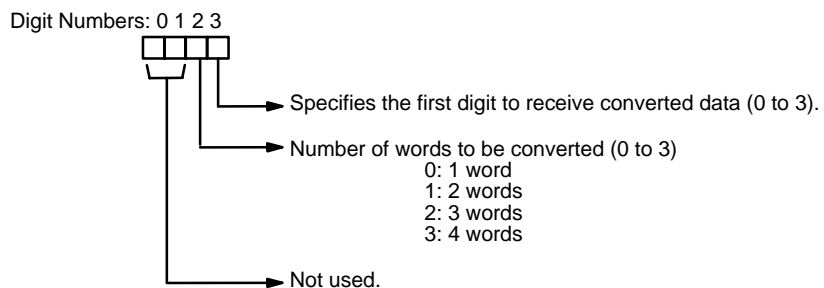 Digit Numbers: 0 1 2 3
Specifies the first digit to receive converted data (0 to 3).
Number of words to be converted (0 to 3)
0: 1 word
1: 2 words
2: 3 words
3: 4 words
Not used.